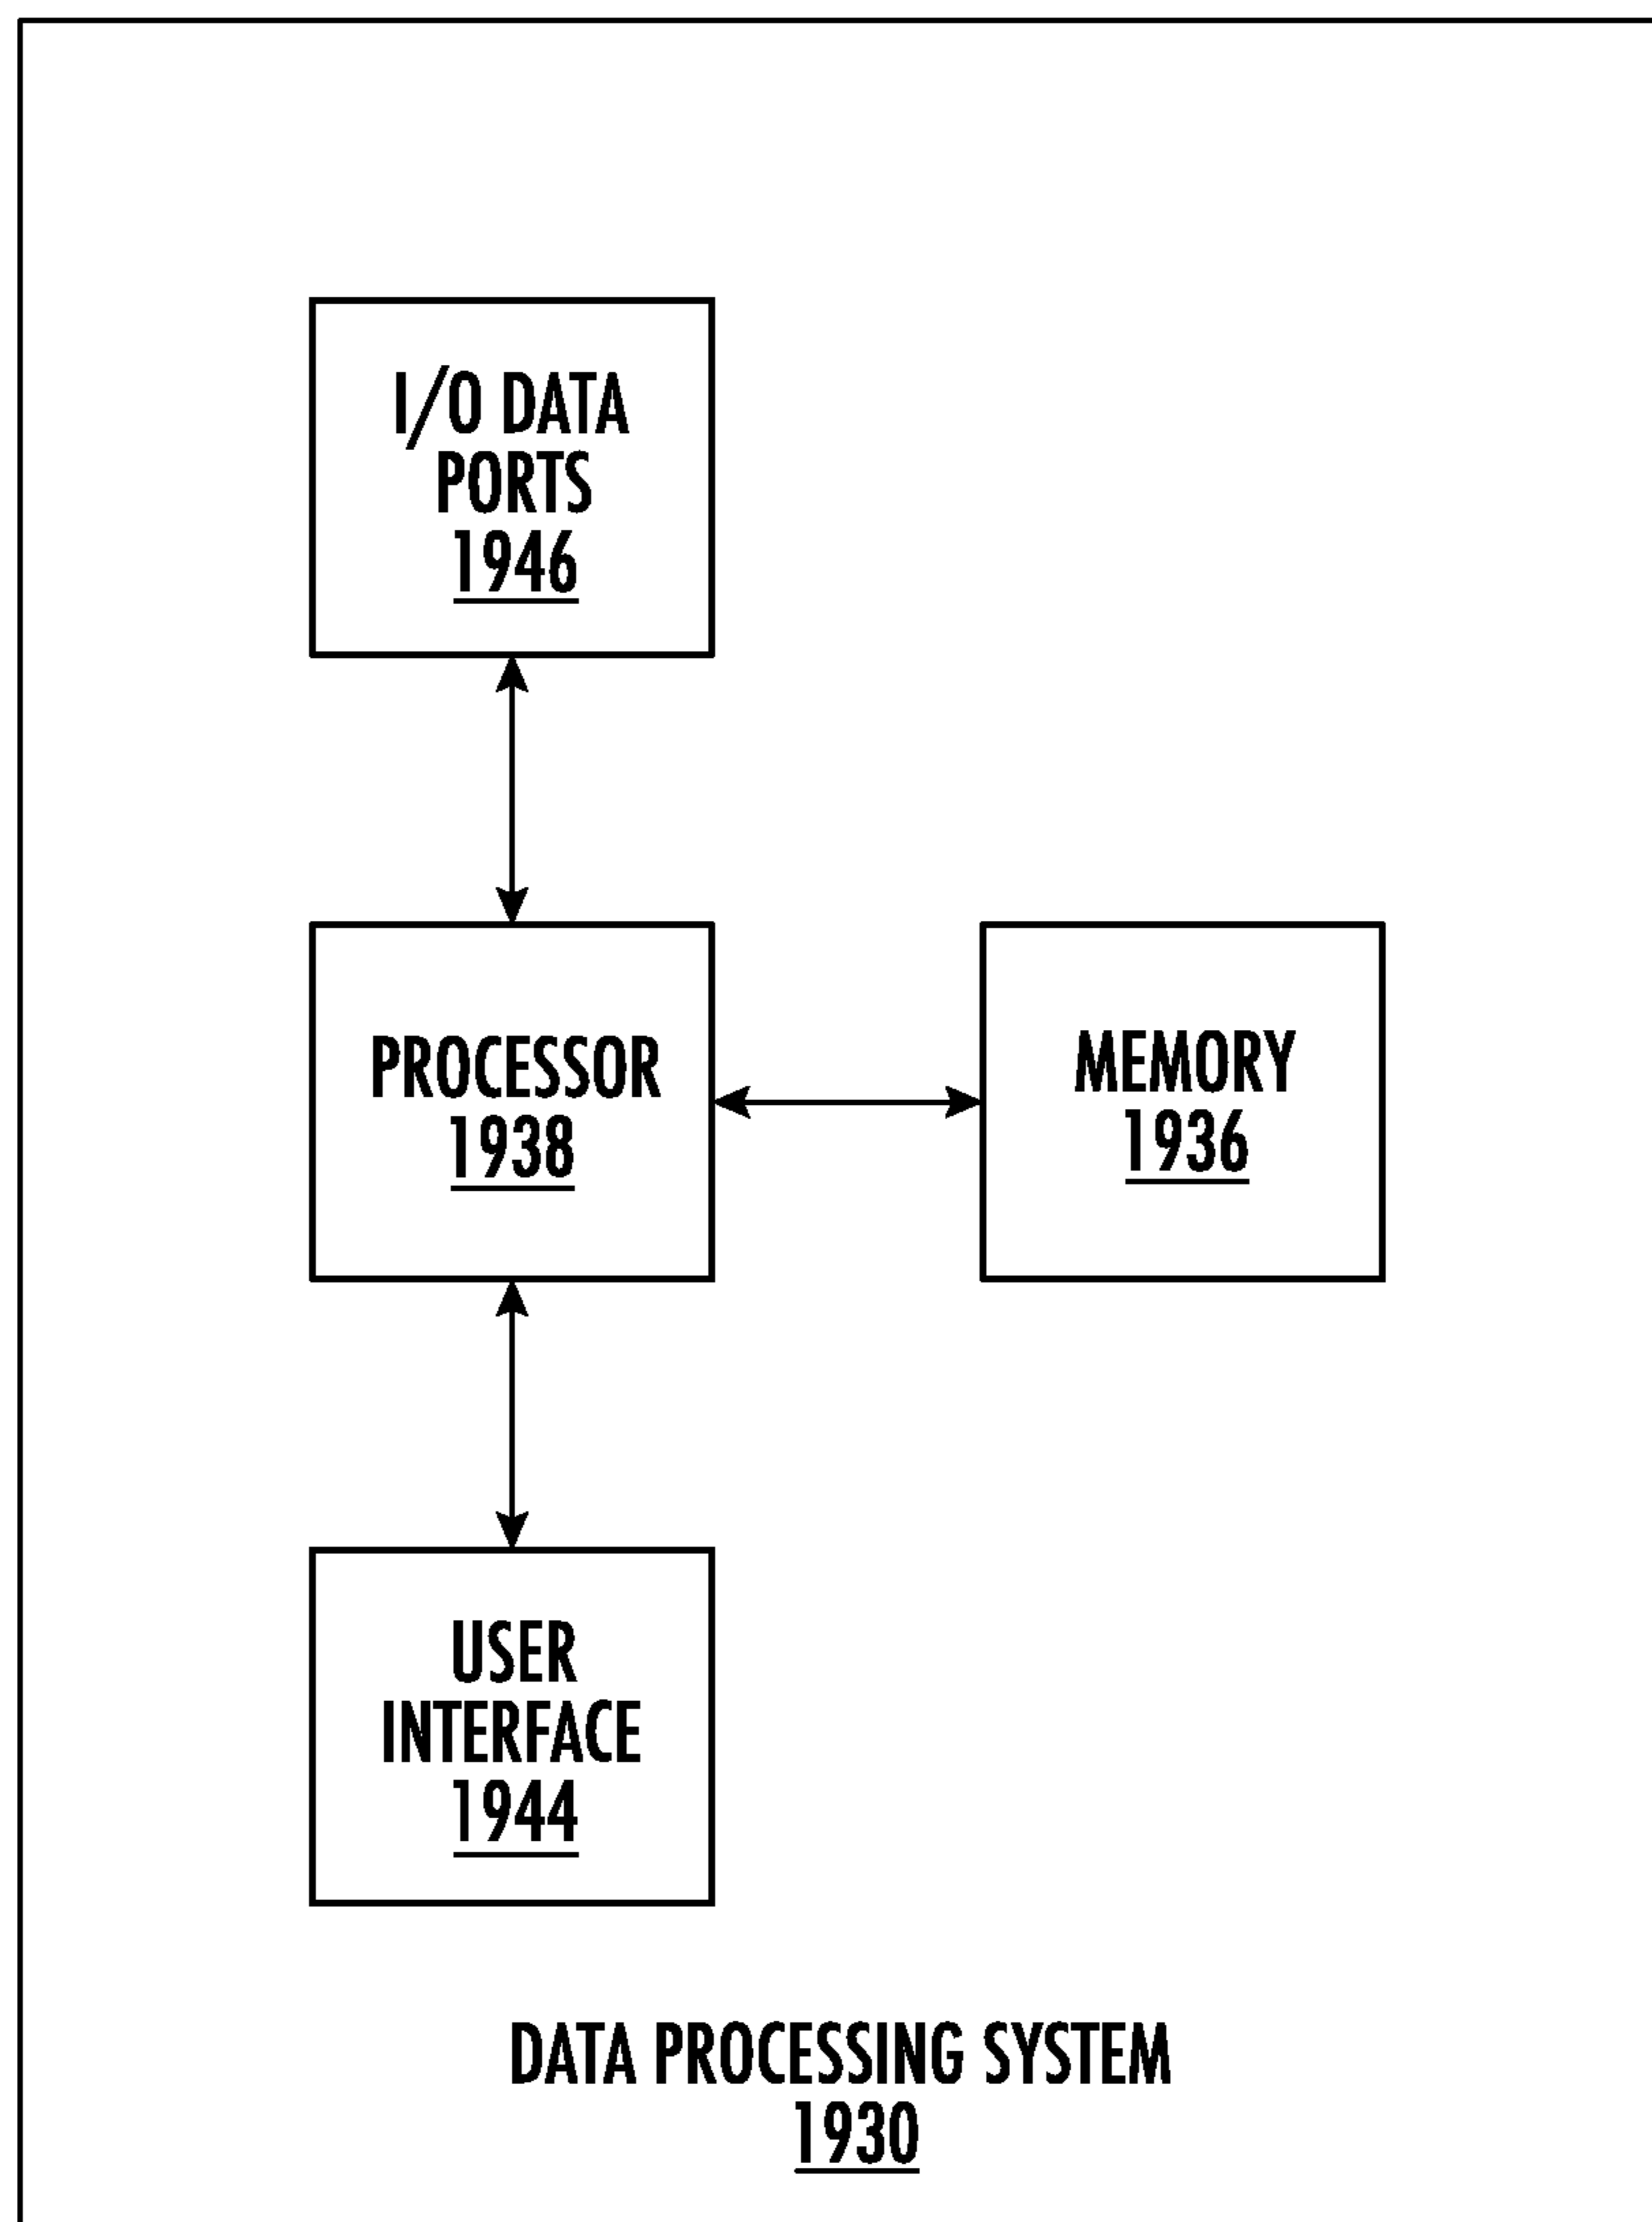 I/O DATA
PORTS
1946
PROCESSOR
1938
MEMORY
1936
USER
INTERFACE
1944
DATA PROCESSING SYSTEM
1930